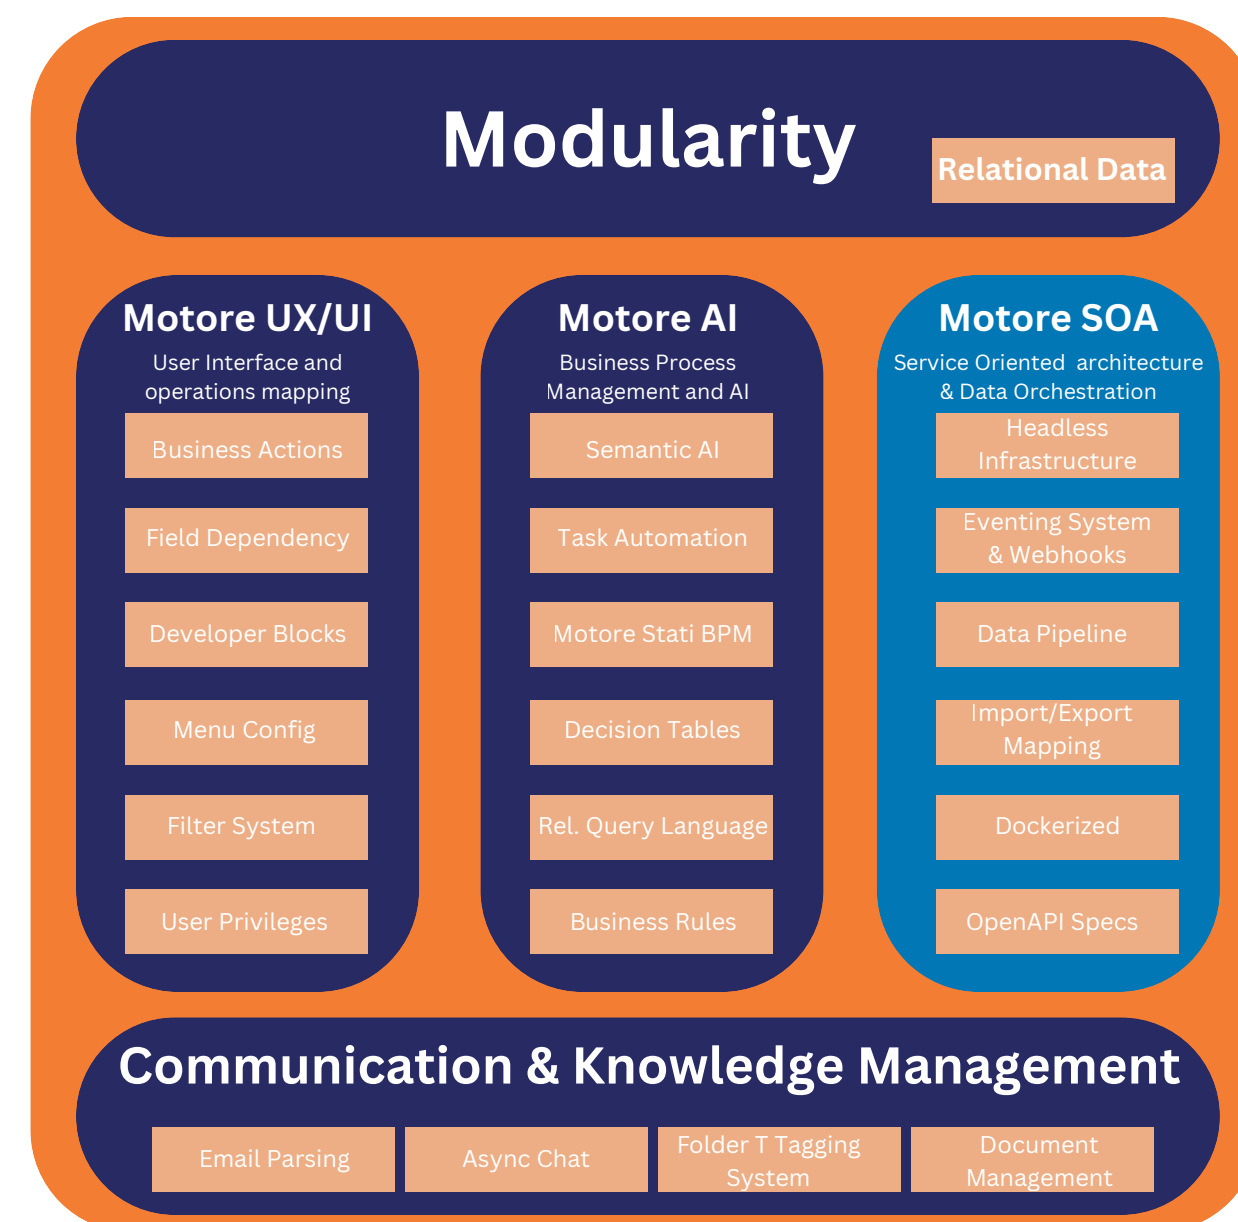 Modularity
Relational Data
Motore UX/UI
User Interface and
operations mapping
Business Actions
Field Dependency
Developer Blocks
Menu Config
Filter System
User Privileges
Motore AI
Business Process
Management and AI
Semantic AI
Task Automation
Motore Stati BPM
Decision Tables
Rel. Query Language
Business Rules
Motore SOA
Service Oriented architecture
& Data Orchestration
Headless
Infrastructure
Eventing System
& Webhooks
Data Pipeline
Import/Export
Mapping
Dockerized
OpenAPI Specs
Communication & Knowledge Management
Email Parsing
Async Chat
Folder T Tagging
System
Document
Management